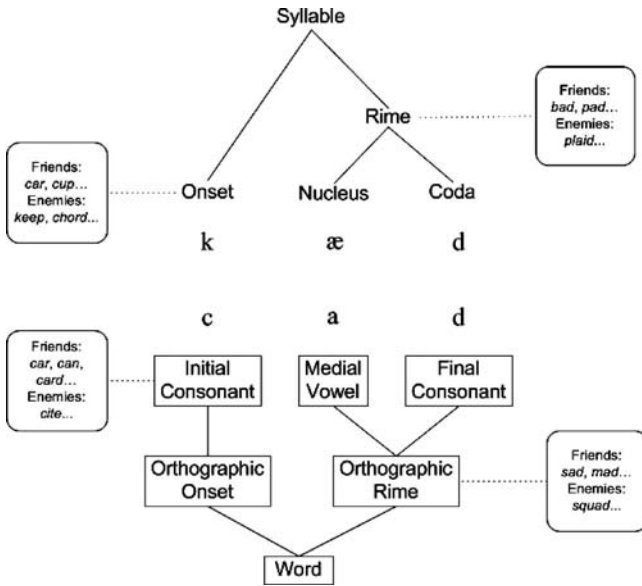 Syllable
Friends:
bad, pad...
Enemies:
plaid...
Rime
Friends:
car, cup...
Enemies:
keep, chord...
Onset Nucleus Coda
k æ d
c a d
Friends:
car, can,
card...
Enemies:
cite...
Initial
Consonant
Medial
Vowel
Final
Consonant
Orthographic
Onset
Orthographic
Rime
Friends:
sad, mad...
Enemies:
squad...
Word